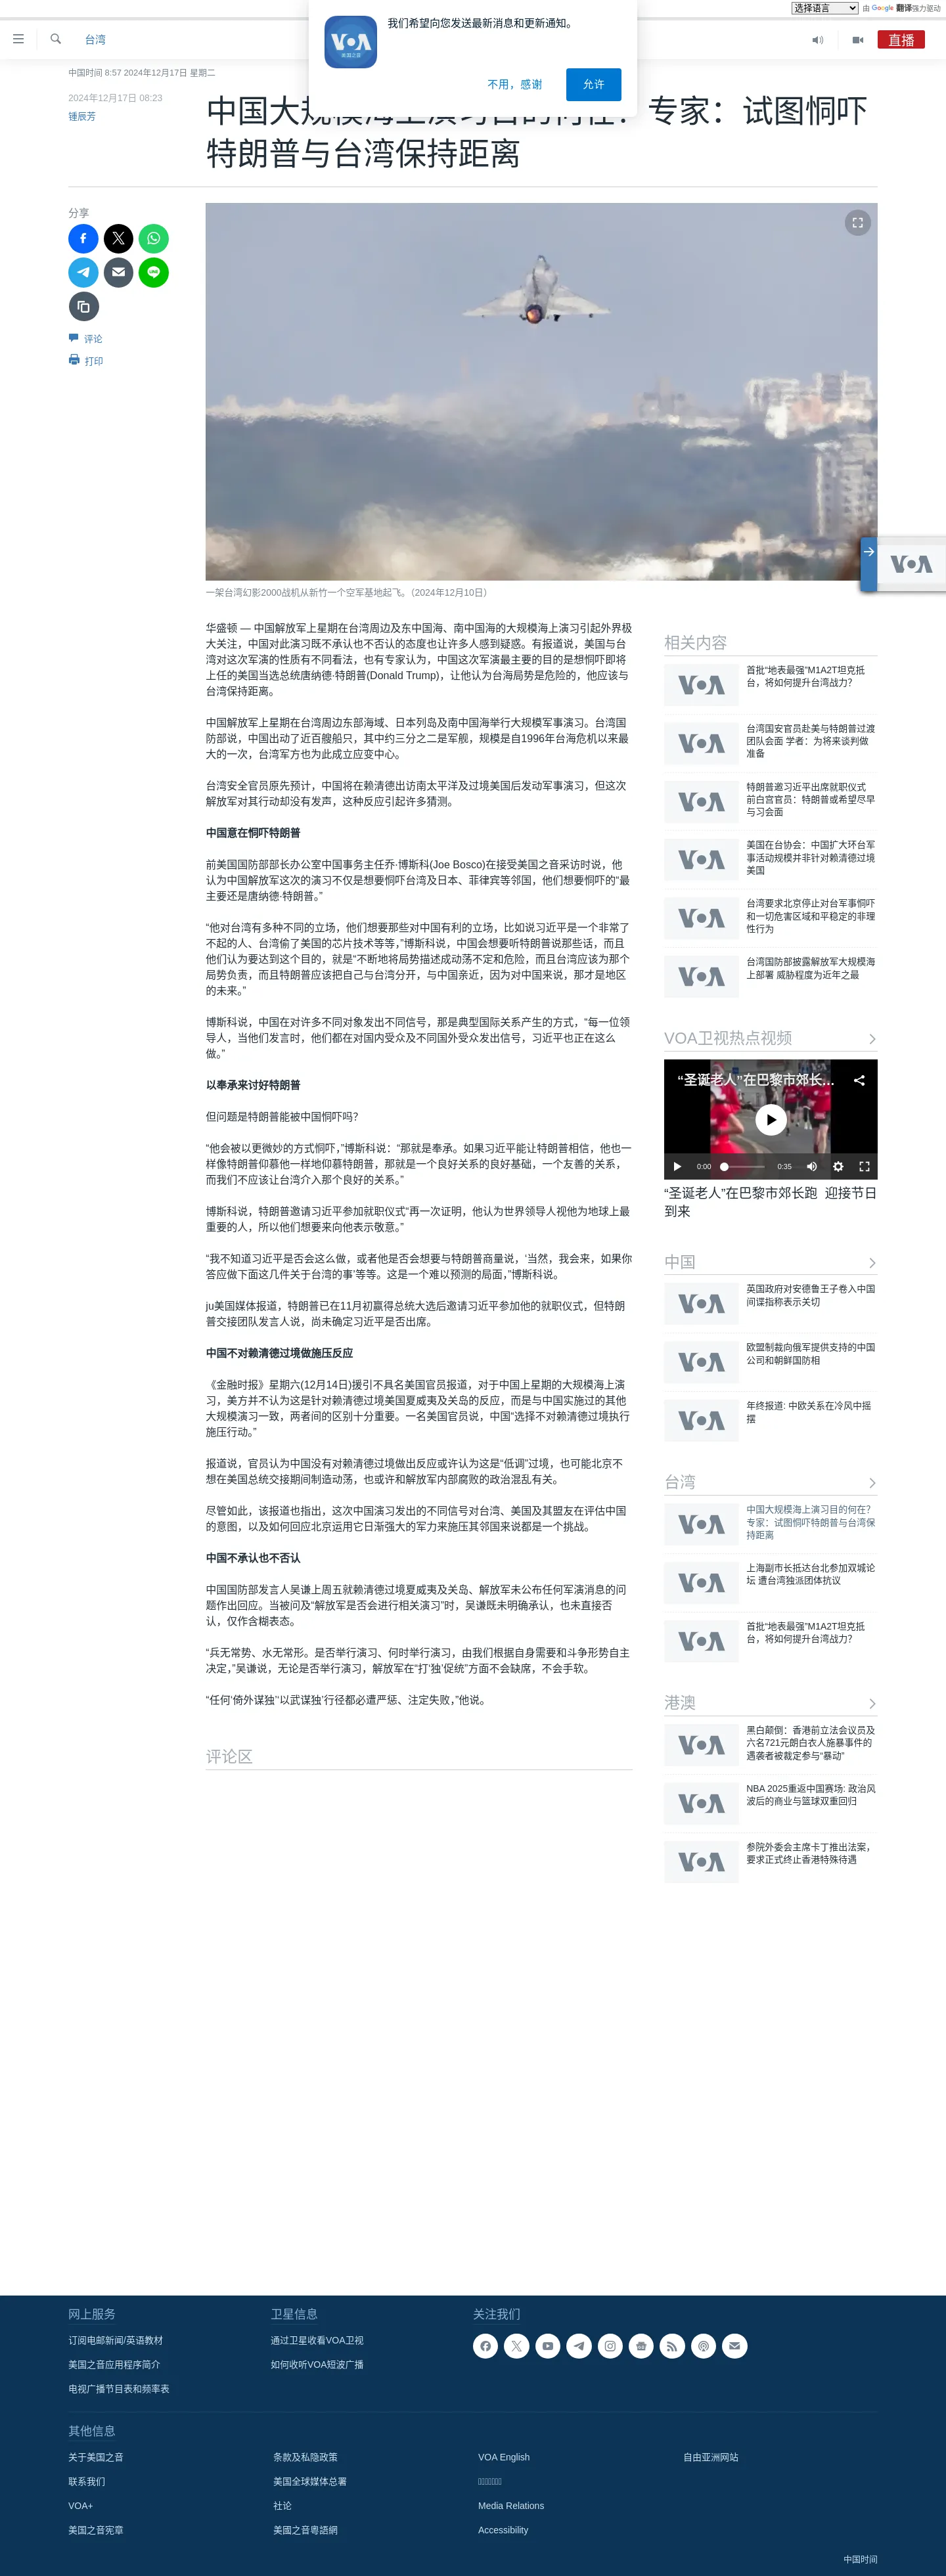 选择语言
由 Google 翻译强力驱动
VOA
美国之音
我们希望向您发送最新消息和更新通知。
不用，感谢
允许
台湾
直播
中国时间 8:57 2024年12月17日 星期二
2024年12月17日 08:23
锺辰芳
特朗普与台湾保持距离
分享
评论
打印
一架台湾幻影2000战机从新竹一个空军基地起飞。（2024年12月10日）
VOA
华盛顿 — 中国解放军上星期在台湾周边及东中国海、南中国海的大规模海上演习引起外界极
大关注，中国对此演习既不承认也不否认的态度也让许多人感到疑惑。有报道说，美国与台
湾对这次军演的性质有不同看法，也有专家认为，中国这次军演最主要的目的是想恫吓即将
上任的美国当选总统唐纳德·特朗普(Donald Trump)，让他认为台海局势是危险的，他应该与
台湾保持距离。
中国解放军上星期在台湾周边东部海域、日本列岛及南中国海举行大规模军事演习。台湾国
防部说，中国出动了近百艘船只，其中约三分之二是军舰，规模是自1996年台海危机以来最
大的一次，台湾军方也为此成立应变中心。
台湾安全官员原先预计，中国将在赖清德出访南太平洋及过境美国后发动军事演习，但这次
解放军对其行动却没有发声，这种反应引起许多猜测。
中国意在恫吓特朗普
前美国国防部部长办公室中国事务主任乔·博斯科(Joe Bosco)在接受美国之音采访时说，他
认为中国解放军这次的演习不仅是想要恫吓台湾及日本、菲律宾等邻国，他们想要恫吓的“最
主要还是唐纳德·特朗普。”
“他对台湾有多种不同的立场，他们想要那些对中国有利的立场，比如说习近平是一个非常了
不起的人、台湾偷了美国的芯片技术等等，”博斯科说，中国会想要听特朗普说那些话，而且
他们认为要达到这个目的，就是“不断地将局势描述成动荡不定和危险，而且台湾应该为那个
局势负责，而且特朗普应该把自己与台湾分开，与中国亲近，因为对中国来说，那才是地区
的未来。”
博斯科说，中国在对许多不同对象发出不同信号，那是典型国际关系产生的方式，“每一位领
导人，当他们发言时，他们都在对国内受众及不同国外受众发出信号，习近平也正在这么
做。”
以奉承来讨好特朗普
但问题是特朗普能被中国恫吓吗？
“他会被以更微妙的方式恫吓，”博斯科说：“那就是奉承。如果习近平能让特朗普相信，他也一
样像特朗普仰慕他一样地仰慕特朗普，那就是一个良好关系的良好基础，一个友善的关系，
而我们不应该让台湾介入那个良好的关系。”
博斯科说，特朗普邀请习近平参加就职仪式“再一次证明，他认为世界领导人视他为地球上最
重要的人，所以他们想要来向他表示敬意。”
“我不知道习近平是否会这么做，或者他是否会想要与特朗普商量说，‘当然，我会来，如果你
答应做下面这几件关于台湾的事’等等。这是一个难以预测的局面，”博斯科说。
ju美国媒体报道，特朗普已在11月初赢得总统大选后邀请习近平参加他的就职仪式，但特朗
普交接团队发言人说，尚未确定习近平是否出席。
中国不对赖清德过境做施压反应
《金融时报》星期六(12月14日)援引不具名美国官员报道，对于中国上星期的大规模海上演
习，美方并不认为这是针对赖清德过境美国夏威夷及关岛的反应，而是与中国实施过的其他
大规模演习一致，两者间的区别十分重要。一名美国官员说，中国“选择不对赖清德过境执行
施压行动。”
报道说，官员认为中国没有对赖清德过境做出反应或许认为这是“低调”过境，也可能北京不
想在美国总统交接期间制造动荡，也或许和解放军内部腐败的政治混乱有关。
尽管如此，该报道也指出，这次中国演习发出的不同信号对台湾、美国及其盟友在评估中国
的意图，以及如何回应北京运用它日渐强大的军力来施压其邻国来说都是一个挑战。
中国不承认也不否认
中国国防部发言人吴谦上周五就赖清德过境夏威夷及关岛、解放军未公布任何军演消息的问
题作出回应。当被问及“解放军是否会进行相关演习”时，吴谦既未明确承认，也未直接否
认，仅作含糊表态。
“兵无常势、水无常形。是否举行演习、何时举行演习，由我们根据自身需要和斗争形势自主
决定，”吴谦说，无论是否举行演习，解放军在“打‘独’促统”方面不会缺席，不会手软。
“任何‘倚外谋独’‘以武谋独’行径都必遭严惩、注定失败，”他说。
评论区
相关内容
首批“地表最强”M1A2T坦克抵
台，将如何提升台湾战力？
台湾国安官员赴美与特朗普过渡
团队会面 学者：为将来谈判做
准备
特朗普邀习近平出席就职仪式
前白宫官员：特朗普或希望尽早
与习会面
美国在台协会：中国扩大环台军
事活动规模并非针对赖清德过境
美国
台湾要求北京停止对台军事恫吓
和一切危害区域和平稳定的非理
性行为
台湾国防部披露解放军大规模海
上部署 威胁程度为近年之最
VOA卫视热点视频
“圣诞老人”在巴黎市郊长...
0:00
0:35
“圣诞老人”在巴黎市郊长跑 迎接节日
到来
中国
英国政府对安德鲁王子卷入中国
间谍指称表示关切
欧盟制裁向俄军提供支持的中国
公司和朝鲜国防相
年终报道: 中欧关系在冷风中摇
摆
台湾
中国大规模海上演习目的何在？
专家：试图恫吓特朗普与台湾保
持距离
上海副市长抵达台北参加双城论
坛 遭台湾独派团体抗议
首批“地表最强”M1A2T坦克抵
台，将如何提升台湾战力？
港澳
黑白颠倒：香港前立法会议员及
六名721元朗白衣人施暴事件的
遇袭者被裁定参与“暴动”
NBA 2025重返中国赛场: 政治风
波后的商业与篮球双重回归
参院外委会主席卡丁推出法案，
要求正式终止香港特殊待遇
网上服务
订阅电邮新闻/英语教材
美国之音应用程序简介
电视广播节目表和频率表
卫星信息
通过卫星收看VOA卫视
如何收听VOA短波广播
关注我们
其他信息
关于美国之音
联系我们
VOA+
美国之音宪章
条款及私隐政策
美国全球媒体总署
社论
美國之音粵語網
VOA English
Media Relations
Accessibility
自由亚洲网站
中国时间